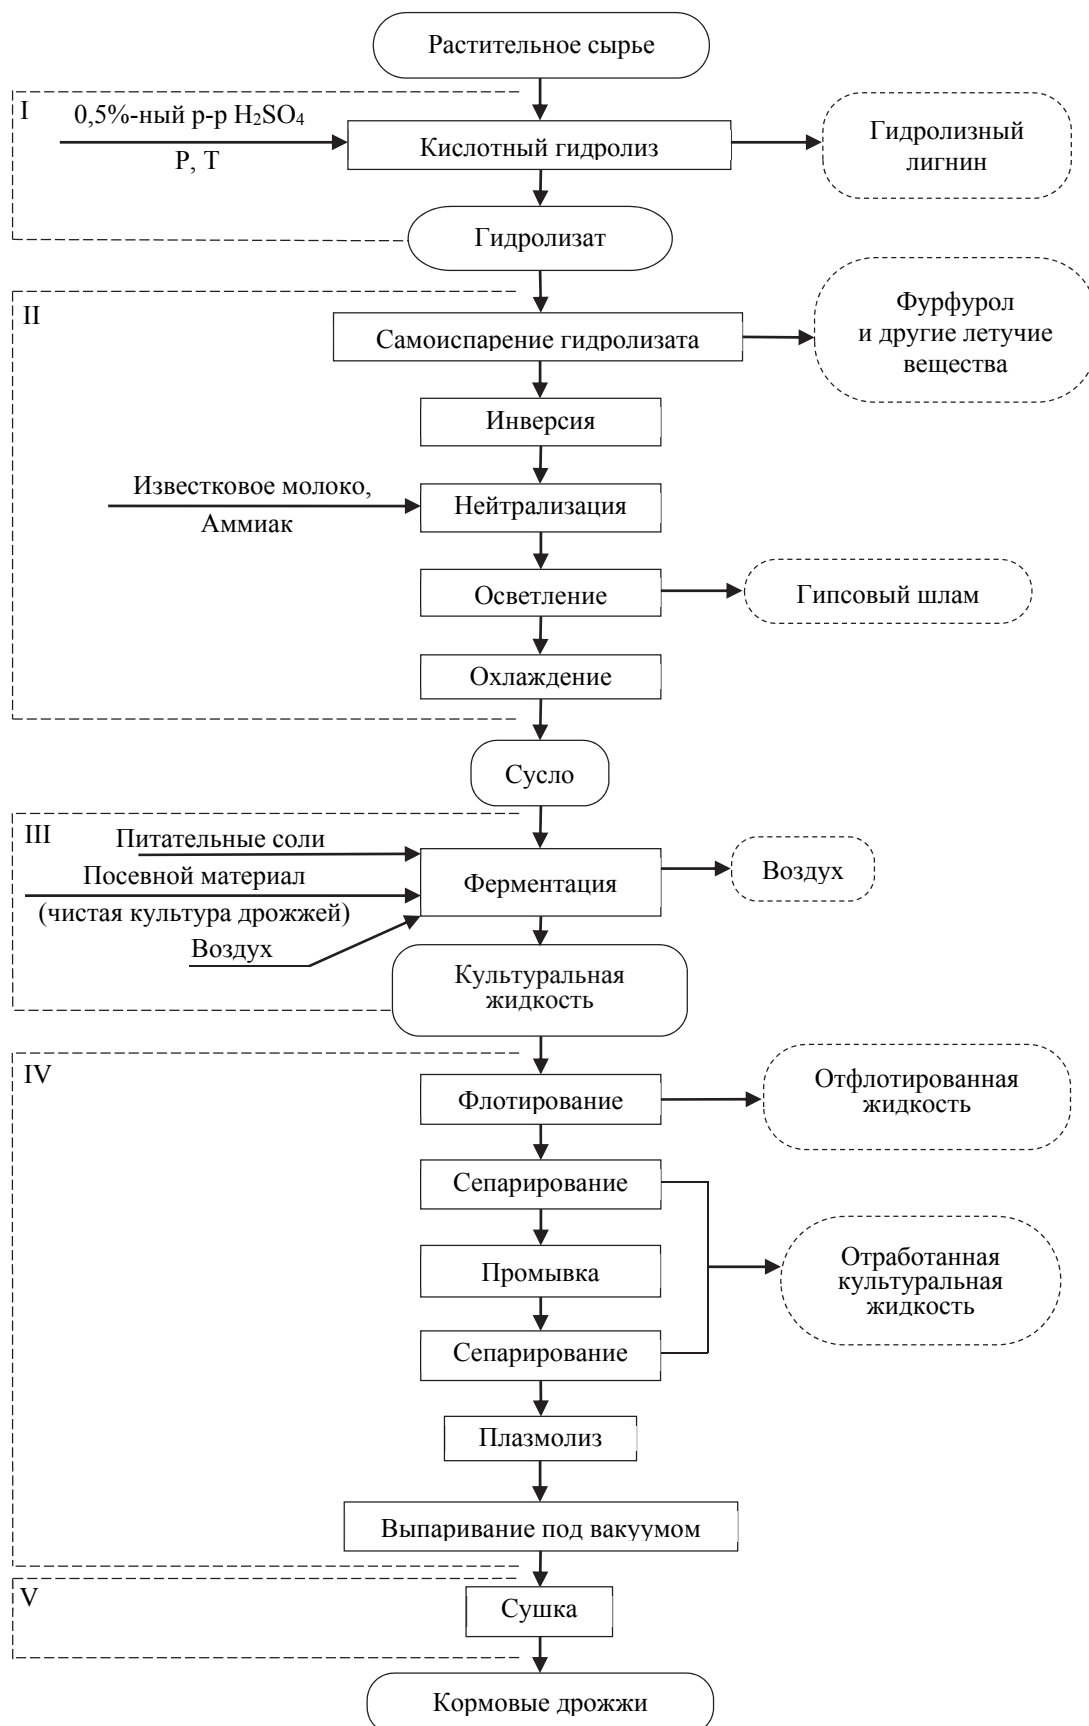 Растительное сырье
I
0,5%-ный р-р H₂SO₄
Р, Т
Кислотный гидролиз
Гидролизный
лигнин
Гидролизат
II
Самоиспарение гидролизата
Фурфурол
и другие летучие
вещества
Инверсия
Известковое молоко,
Аммиак
Нейтрализация
Осветление
Гипсовый шлам
Охлаждение
Сусло
III
Питательные соли
Посевной материал
(чистая культура дрожжей)
Воздух
Ферментация
Воздух
Культуральная
жидкость
IV
Флотирование
Отфлотированная
жидкость
Сепарирование
Промывка
Отработанная
культуральная
жидкость
Сепарирование
Плазмолиз
Выпаривание под вакуумом
V
Сушка
Кормовые дрожжи